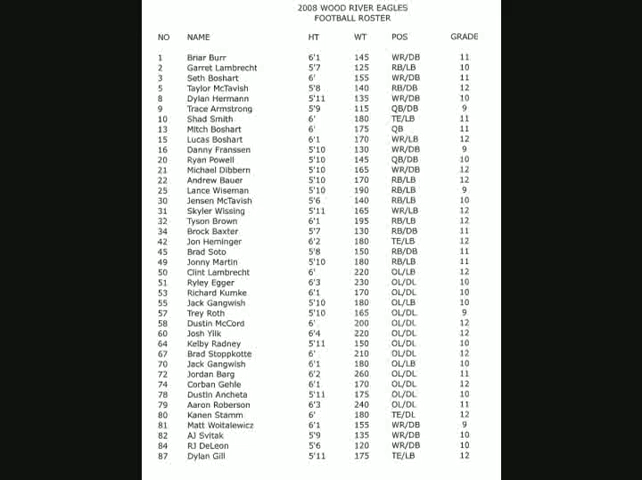 2008 WOOD RIVER EAGLES
FOOTBALL ROSTER
NO NAME HT WT POS GRADE
1 Briar Burr 6'1 145 WR/DB 11
2 Garret Lambrecht 5'7 125 RB/LB 10
3 Seth Boshart 6' 155 WR/DB 11
5 Taylor McTavish 5'8 140 RB/DB 12
8 Dylan Hermann 5'11 135 WR/DB 10
9 Trace Armstrong 5'9 115 QB/DB 9
10 Shad Smith 6' 180 TE/LB 11
13 Mitch Boshart 6' 175 QB 11
15 Lucas Boshart 6'1 170 WR/LB 12
16 Danny Franssen 5'10 130 WR/DB 9
20 Ryan Powell 5'10 145 QB/DB 10
21 Michael Dibbern 5'10 165 WR/DB 12
22 Andrew Bauer 5'10 170 RB/LB 12
25 Lance Wiseman 5'10 190 RB/LB 9
30 Jensen McTavish 5'6 140 RB/LB 10
31 Skyler Wissing 5'11 165 WR/LB 12
32 Tyson Brown 6'1 195 RB/LB 12
34 Brock Baxter 5'7 130 RB/DB 11
42 Jon Heminger 6'2 180 TE/LB 12
45 Brad Soto 5'8 150 RB/DB 11
49 Jonny Martin 5'10 180 RB/LB 11
50 Clint Lambrecht 6' 220 OL/LB 12
51 Ryley Egger 6'3 230 OL/DL 10
53 Richard Kumke 6'1 170 OL/DL 10
55 Jack Gangwish 5'10 180 OL/LB 10
57 Trey Roth 5'10 165 OL/DL 9
58 Dustin McCord 6' 200 OL/DL 12
60 Josh Yilk 6'4 220 OL/DL 12
64 Kelby Radney 5'11 150 OL/DL 10
67 Brad Stoppkotte 6' 210 OL/DL 12
70 Jack Gangwish 6'1 180 OL/LB 10
72 Jordan Barg 6'2 260 OL/DL 11
74 Corban Gehle 6'1 170 OL/DL 12
78 Dustin Ancheta 5'11 175 OL/DL 10
79 Aaron Roberson 6'3 240 OL/DL 11
80 Kanen Stamm 6' 180 TE/DL 12
81 Matt Woitalewicz 6'1 155 WR/DB 9
82 AJ Svitak 5'9 135 WR/DB 10
84 RJ DeLeon 5'6 120 WR/DB 10
87 Dylan Gill 5'11 175 TE/LB 12